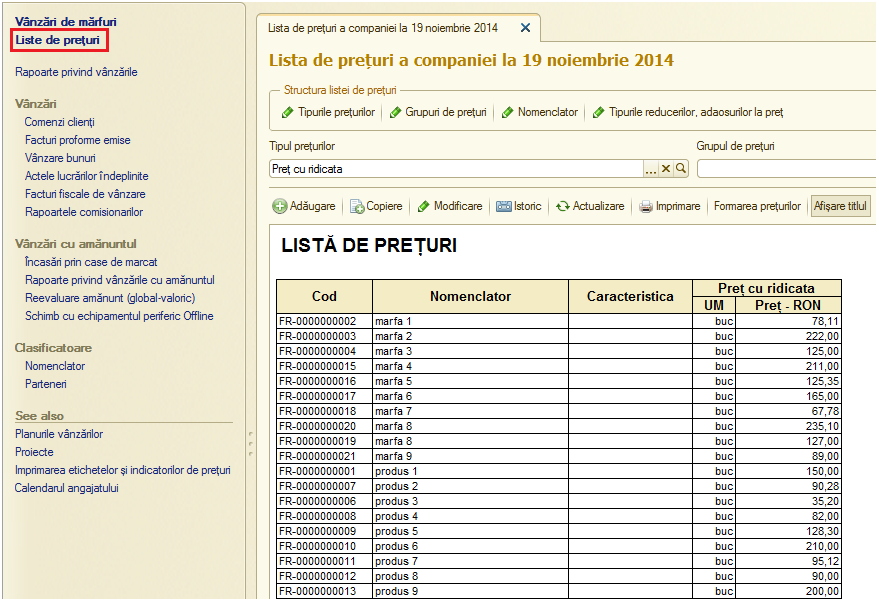 Vânzări de mărfuri
Liste de prețuri
Rapoarte privind vânzările
Vânzări
Comenzi clienți
Facturi proforme emise
Vânzare bunuri
Actele lucrărilor îndeplinite
Facturi fiscale de vânzare
Rapoartele comisionarilor
Vânzări cu amănuntul
Încasări prin case de marcat
Rapoarte privind vânzările cu amănuntul
Reevaluare amănunt (global-valoric)
Schimb cu echipamentul periferic Offline
Clasificatoare
Nomenclator
Parteneri
See also
Planurile vânzărilor
Proiecte
Imprimarea etichetelor și indicatorilor de prețuri
Calendarul angajatului
Lista de prețuri a companiei la 19 noiembrie 2014
Lista de prețuri a companiei la 19 noiembrie 2014
Structura listei de prețuri
Tipurile prețurilor Grupuri de prețuri Nomenclator Tipurile reducerilor, adaosurilor la preț
Tipul prețurilor Grupul de prețuri
Preț cu ridicata ...
Adăugare Copiere Modificare Istoric Actualizare Imprimare Formarea prețurilor Afișare titlul
LISTĂ DE PREȚURI
Cod Nomenclator Caracteristica Preț cu ridicata
UM Preț - RON
FR-0000000002 marfa 1 buc 78,11
FR-0000000003 marfa 2 buc 222,00
FR-0000000004 marfa 3 buc 125,00
FR-0000000015 marfa 4 buc 211,00
FR-0000000016 marfa 5 buc 125,35
FR-0000000017 marfa 6 buc 165,00
FR-0000000018 marfa 7 buc 67,78
FR-0000000020 marfa 8 buc 235,10
FR-0000000019 marfa 8 buc 127,00
FR-0000000021 marfa 9 buc 89,00
FR-0000000001 produs 1 buc 150,00
FR-0000000007 produs 2 buc 90,28
FR-0000000006 produs 3 buc 35,20
FR-0000000008 produs 4 buc 82,00
FR-0000000009 produs 5 buc 128,30
FR-0000000010 produs 6 buc 210,00
FR-0000000011 produs 7 buc 95,12
FR-0000000012 produs 8 buc 90,00
FR-0000000013 produs 9 buc 200,00